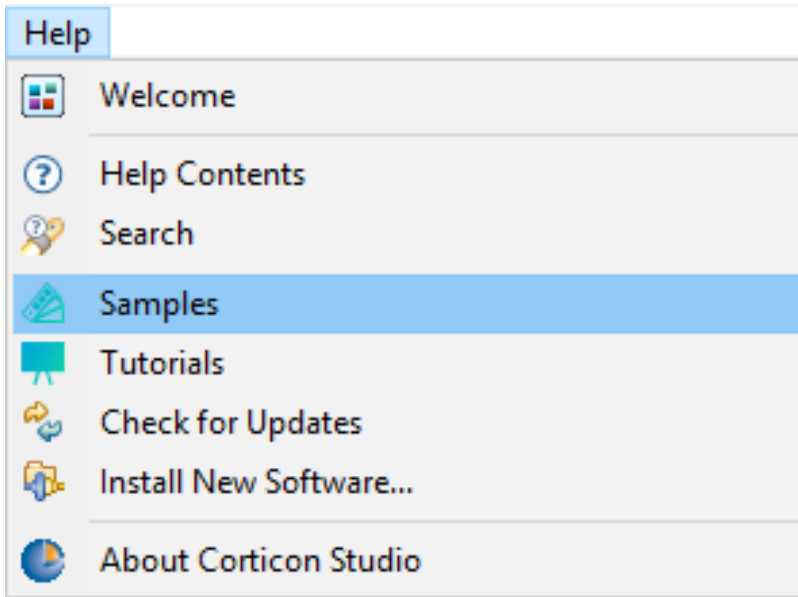 Help
Welcome
Help Contents
Search
Samples
Tutorials
Check for Updates
Install New Software...
About Corticon Studio